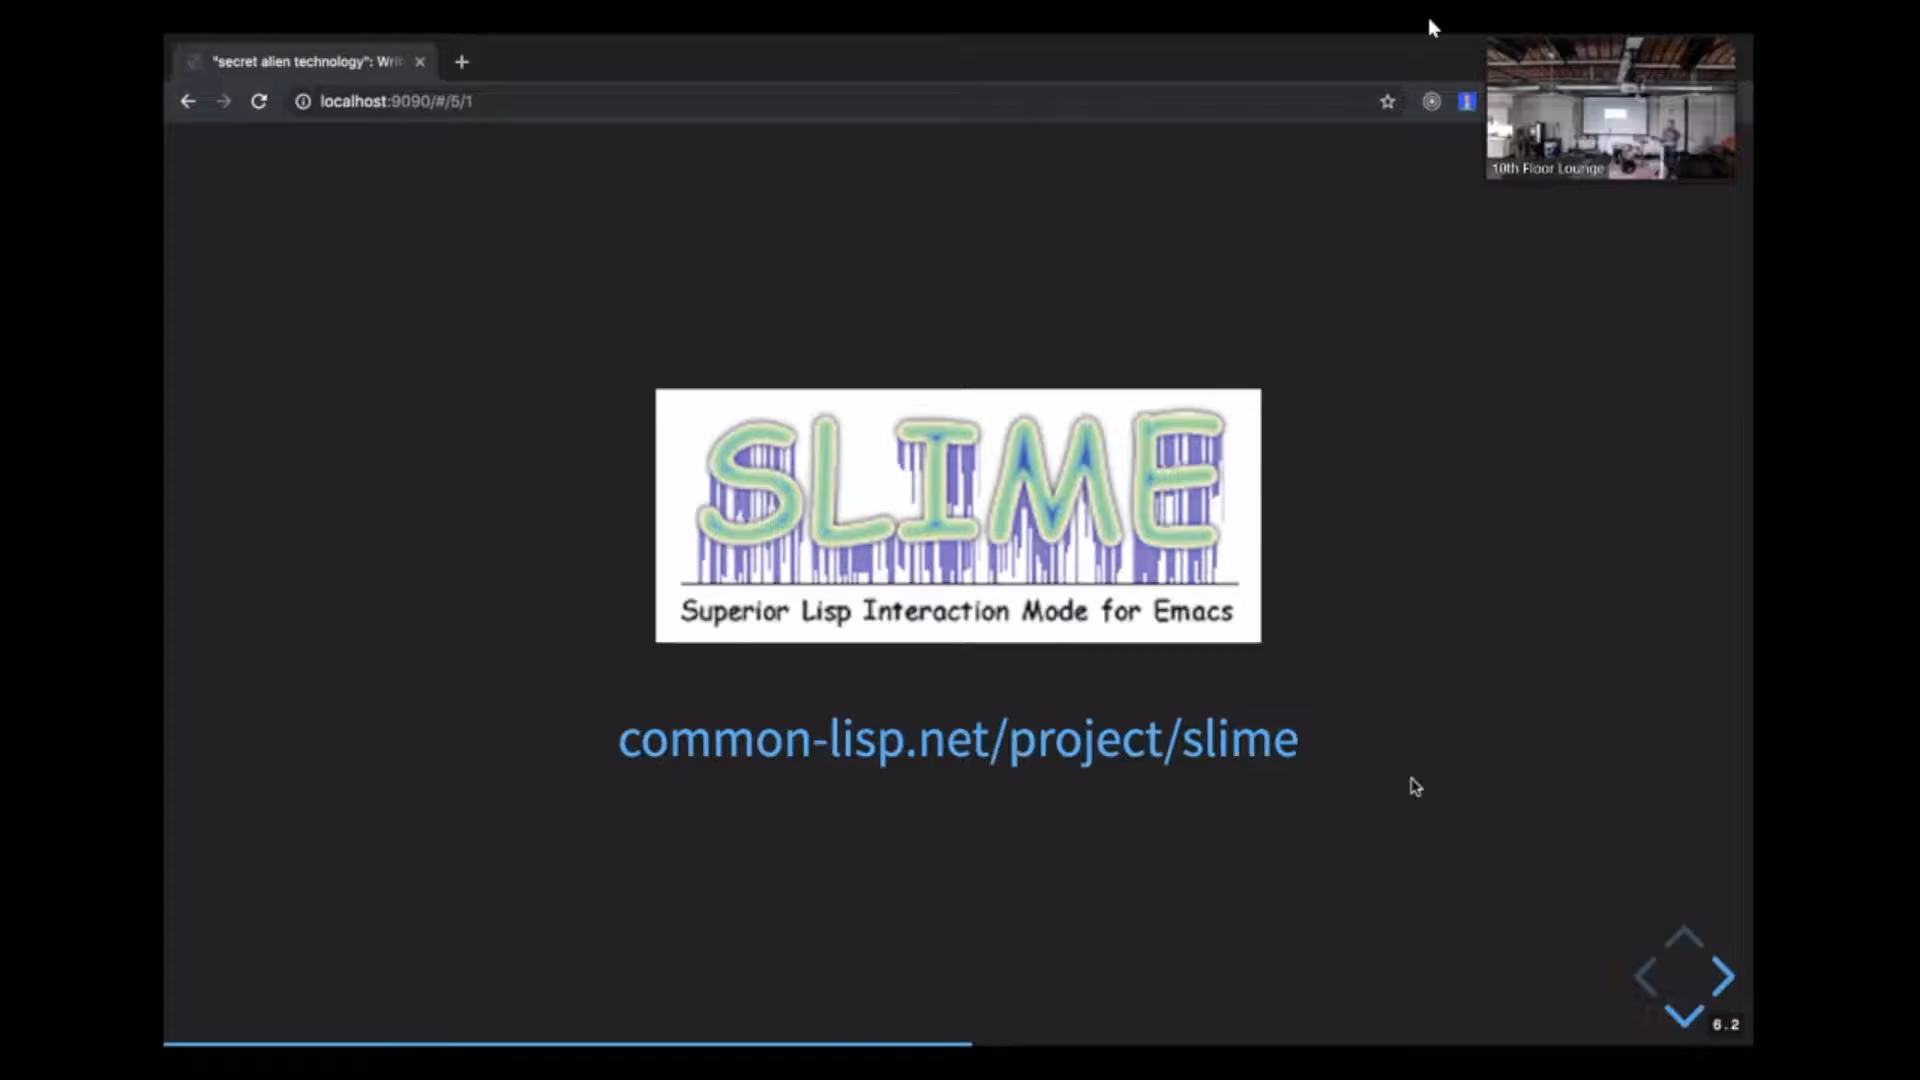 "secret alien technology": Wri
localhost:9090/#/5/1
10th Floor Lounge
SLIME
Superior Lisp Interaction Mode for Emacs
common-lisp.net/project/slime
6.2